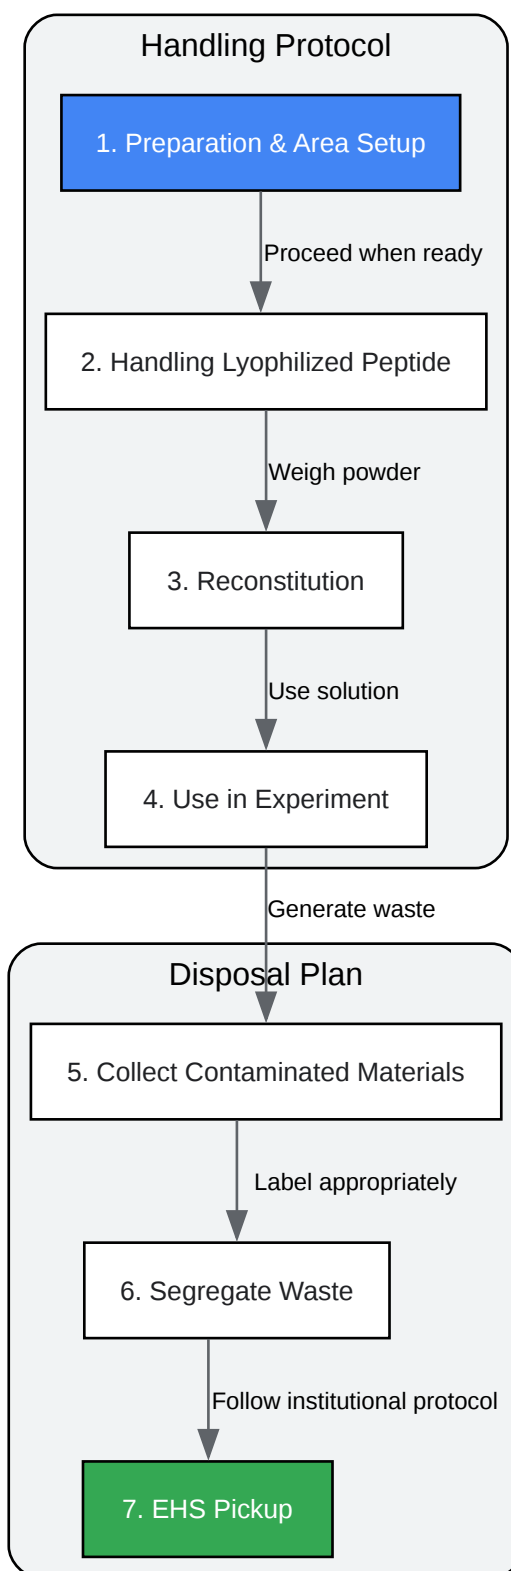 Handling Protocol
1. Preparation & Area Setup
Proceed when ready
2. Handling Lyophilized Peptide
Weigh powder
3. Reconstitution
Use solution
4. Use in Experiment
Generate waste
Disposal Plan
5. Collect Contaminated Materials
Label appropriately
6. Segregate Waste
Follow institutional protocol
7. EHS Pickup